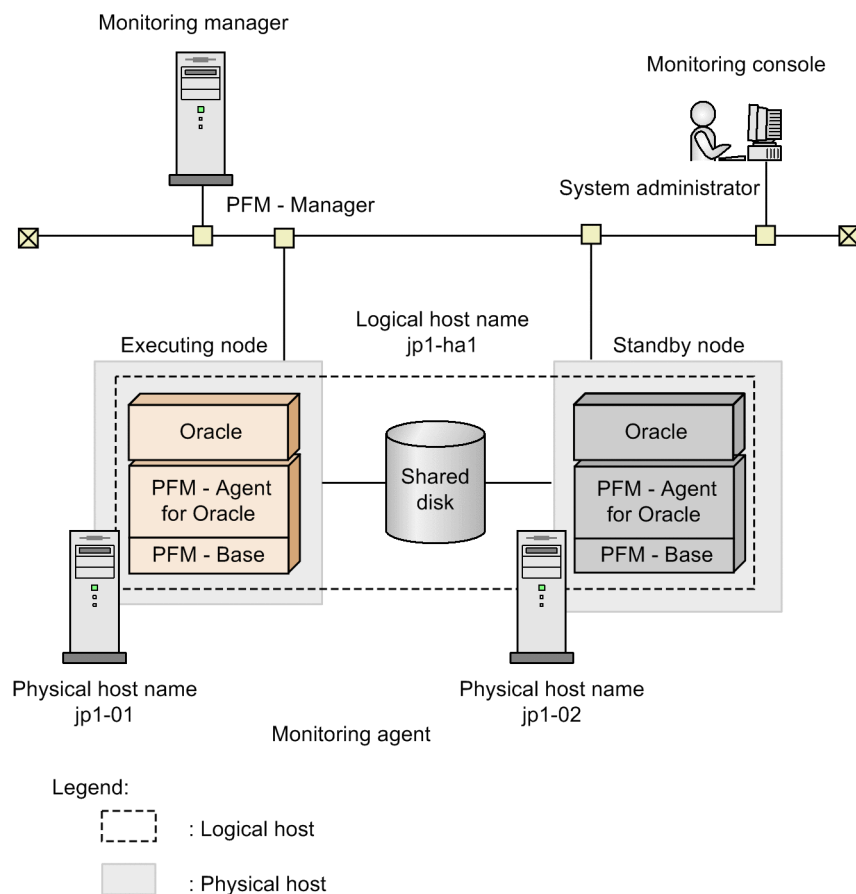 Monitoring manager
Monitoring console
System administrator
PFM - Manager
Logical host name
jp1-ha1
Executing node
Standby node
Oracle
PFM - Agent
for Oracle
PFM - Base
Shared
disk
Oracle
PFM - Agent
for Oracle
PFM - Base
Physical host name
jp1-01
Physical host name
jp1-02
Monitoring agent
Legend:
: Logical host
: Physical host